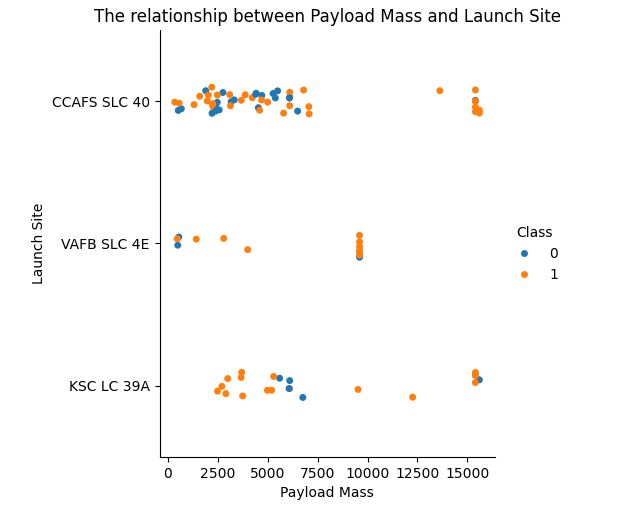 The relationship between Payload Mass and Launch Site
CCAFS SLC 40
VAFB SLC 4E
KSC LC 39A
Launch Site
0 2500 5000 7500 10000 12500 15000
Payload Mass
Class
0
1